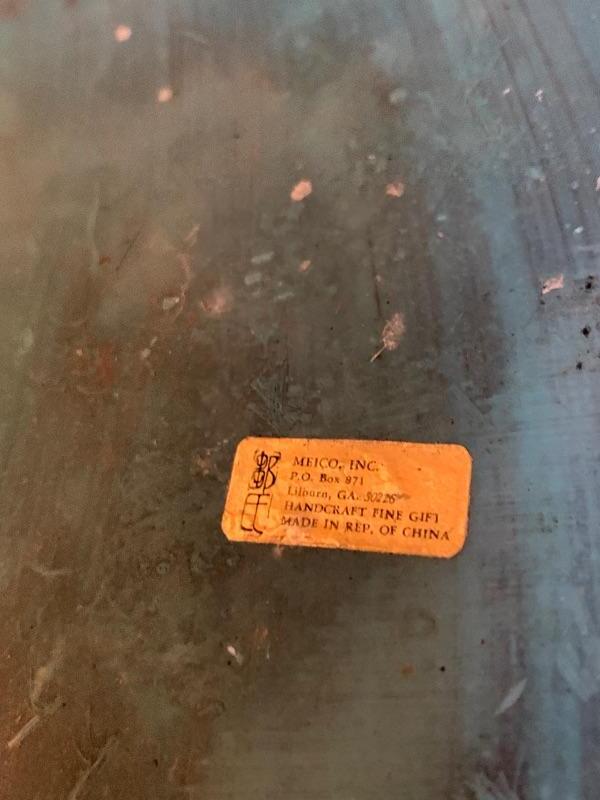 MEICO, INC.
P.O. Box 871
Lilburn, GA. 30226
HANDCRAFT FINE GIFT
MADE IN REP. OF CHINA